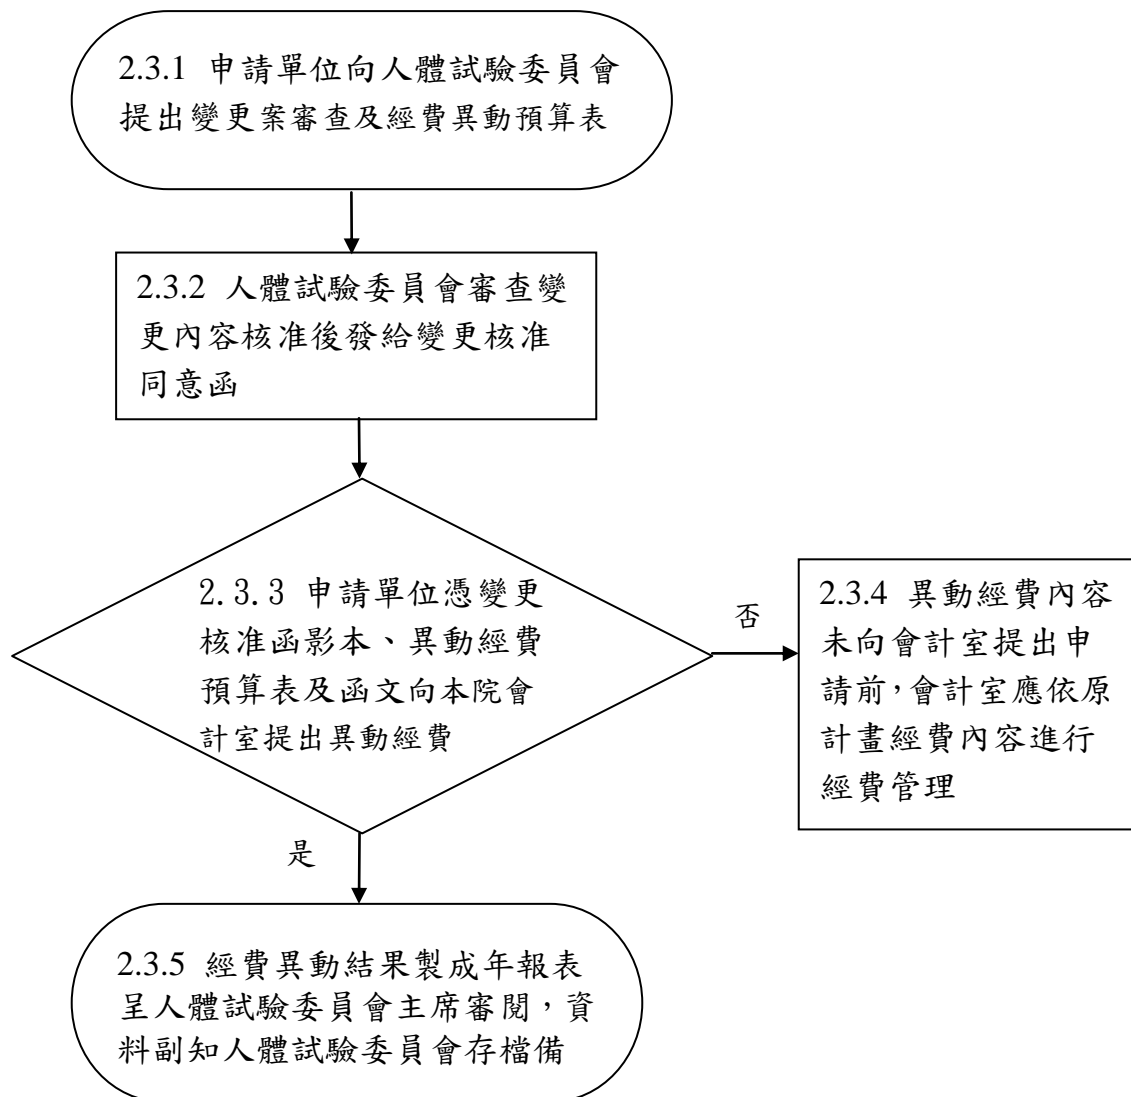 2.3.1 申請單位向人體試驗委員會
提出變更案審查及經費異動預算表
2.3.2 人體試驗委員會審查變
更內容核准後發給變更核准
同意函
2.3.3 申請單位憑變更
核准函影本、異動經費
預算表及函文向本院會
計室提出異動經費
否
2.3.4 異動經費內容
未向會計室提出申
請前,會計室應依原
計畫經費內容進行
經費管理
是
2.3.5 經費異動結果製成年報表
呈人體試驗委員會主席審閱，資
料副知人體試驗委員會存檔備